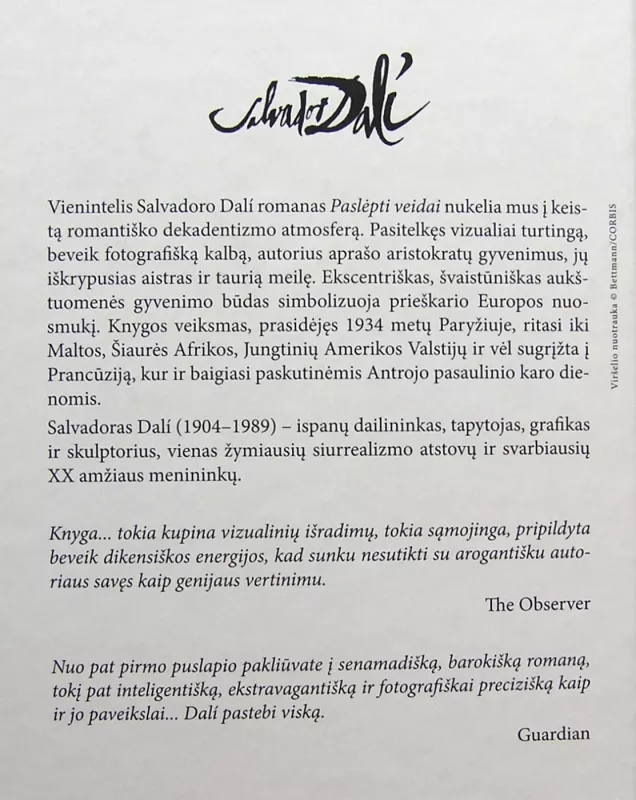 Salvador Dalí
Vienintelis Salvadoro Dalí romanas Paslėpti veidai nukelia mus į keis-
tą romantiško dekadentizmo atmosferą. Pasitelkęs vizualiai turtingą,
beveik fotografišką kalbą, autorius aprašo aristokratų gyvenimus, jų
iškrypusias aistras ir taurią meilę. Ekscentriškas, švaistūniškas aukš-
tuomenės gyvenimo būdas simbolizuoja prieškario Europos nuo-
smukį. Knygos veiksmas, prasidėjęs 1934 metų Paryžiuje, ritasi iki
Maltos, Šiaurės Afrikos, Jungtinių Amerikos Valstijų ir vėl sugrįžta į
Prancūziją, kur ir baigiasi paskutinėmis Antrojo pasaulinio karo die-
nomis.
Salvadoras Dalí (1904–1989) – ispanų dailininkas, tapytojas, grafikas
ir skulptorius, vienas žymiausių siurrealizmo atstovų ir svarbiausių
XX amžiaus menininkų.
Knyga... tokia kupina vizualinių išradimų, tokia sąmojinga, pripildyta
beveik dikensiškos energijos, kad sunku nesutikti su arogantišku auto-
riaus savęs kaip genijaus vertinimu.
The Observer
Nuo pat pirmo puslapio pakliūvate į senamadišką, barokišką romaną,
tokį pat inteligentišką, ekstravagantišką ir fotografiškai precizišką kaip
ir jo paveikslai... Dalí pastebi viską.
Guardian
Viršelio nuotrauka © Bettmann/CORBIS